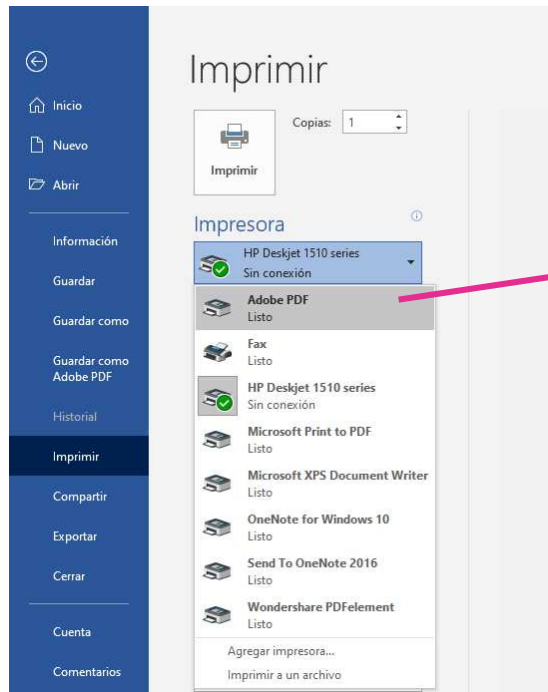 Inicio
Nuevo
Abrir
Información
Guardar
Guardar como
Guardar como
Adobe PDF
Historial
Imprimir
Compartir
Exportar
Cerrar
Cuenta
Comentarios
Imprimir
Copias: 1
Imprimir
Impresora
HP Deskjet 1510 series
Sin conexión
Adobe PDF
Listo
Fax
Listo
HP Deskjet 1510 series
Sin conexión
Microsoft Print to PDF
Listo
Microsoft XPS Document Writer
Listo
OneNote for Windows 10
Listo
Send To OneNote 2016
Listo
Wondershare PDFelement
Listo
Agregar impresora...
Imprimir a un archivo